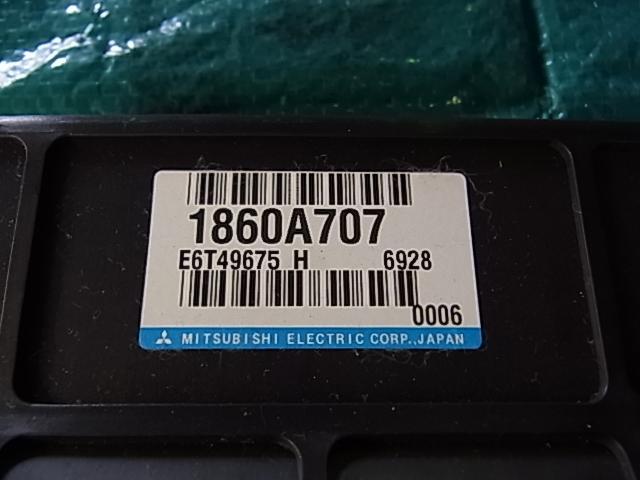 1860A707
E6T49675 H 6928
0006
MITSUBISHI ELECTRIC CORP., JAPAN